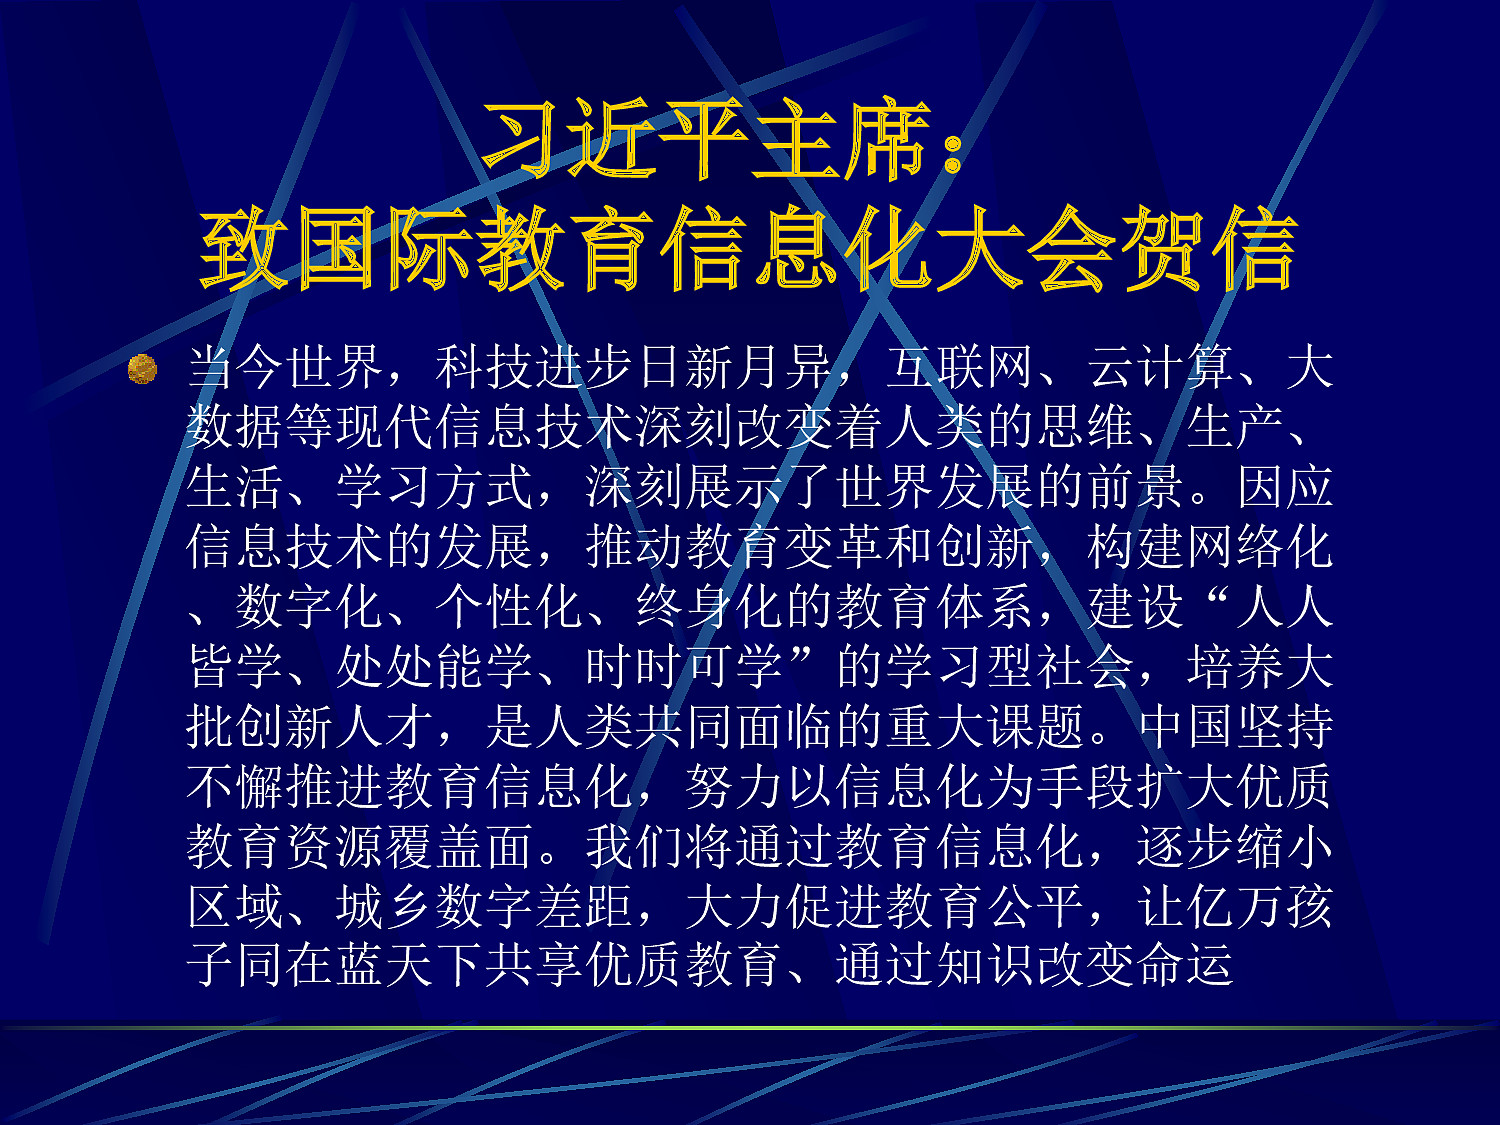 习近平主席：
致国际教育信息化大会贺信
当今世界，科技进步日新月异，互联网、云计算、大
数据等现代信息技术深刻改变着人类的思维、生产、
生活、学习方式，深刻展示了世界发展的前景。因应
信息技术的发展，推动教育变革和创新，构建网络化
、数字化、个性化、终身化的教育体系，建设“人人
皆学、处处能学、时时可学”的学习型社会，培养大
批创新人才，是人类共同面临的重大课题。中国坚持
不懈推进教育信息化，努力以信息化为手段扩大优质
教育资源覆盖面。我们将通过教育信息化，逐步缩小
区域、城乡数字差距，大力促进教育公平，让亿万孩
子同在蓝天下共享优质教育、通过知识改变命运